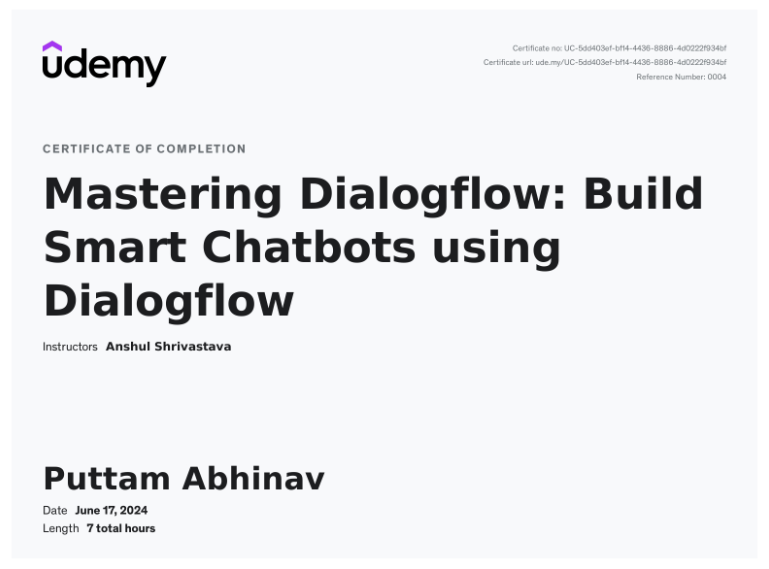 udemy
Certificate no: UC-5dd403ef-bf14-4436-8886-4d0222f934bf
Certificate url: ude.my/UC-5dd403ef-bf14-4436-8886-4d0222f934bf
Reference Number: 0004
CERTIFICATE OF COMPLETION
Mastering Dialogflow: Build
Smart Chatbots using
Dialogflow
Instructors Anshul Shrivastava
Puttam Abhinav
Date June 17, 2024
Length 7 total hours